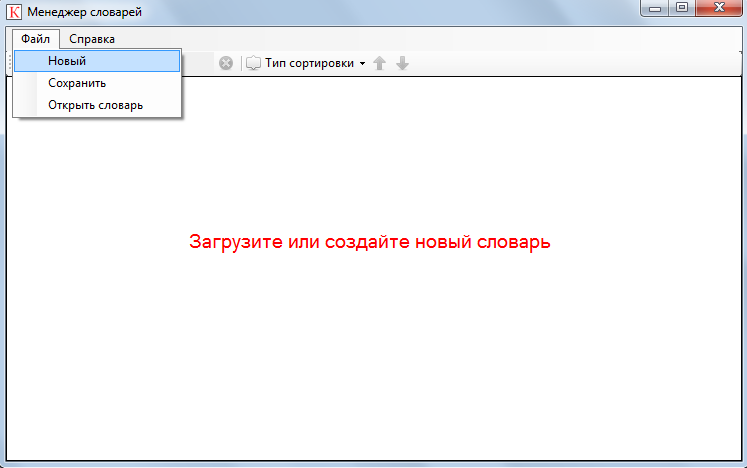 К Менеджер словарей
Файл Справка
Новый
Тип сортировки
Сохранить
Открыть словарь
Загрузите или создайте новый словарь